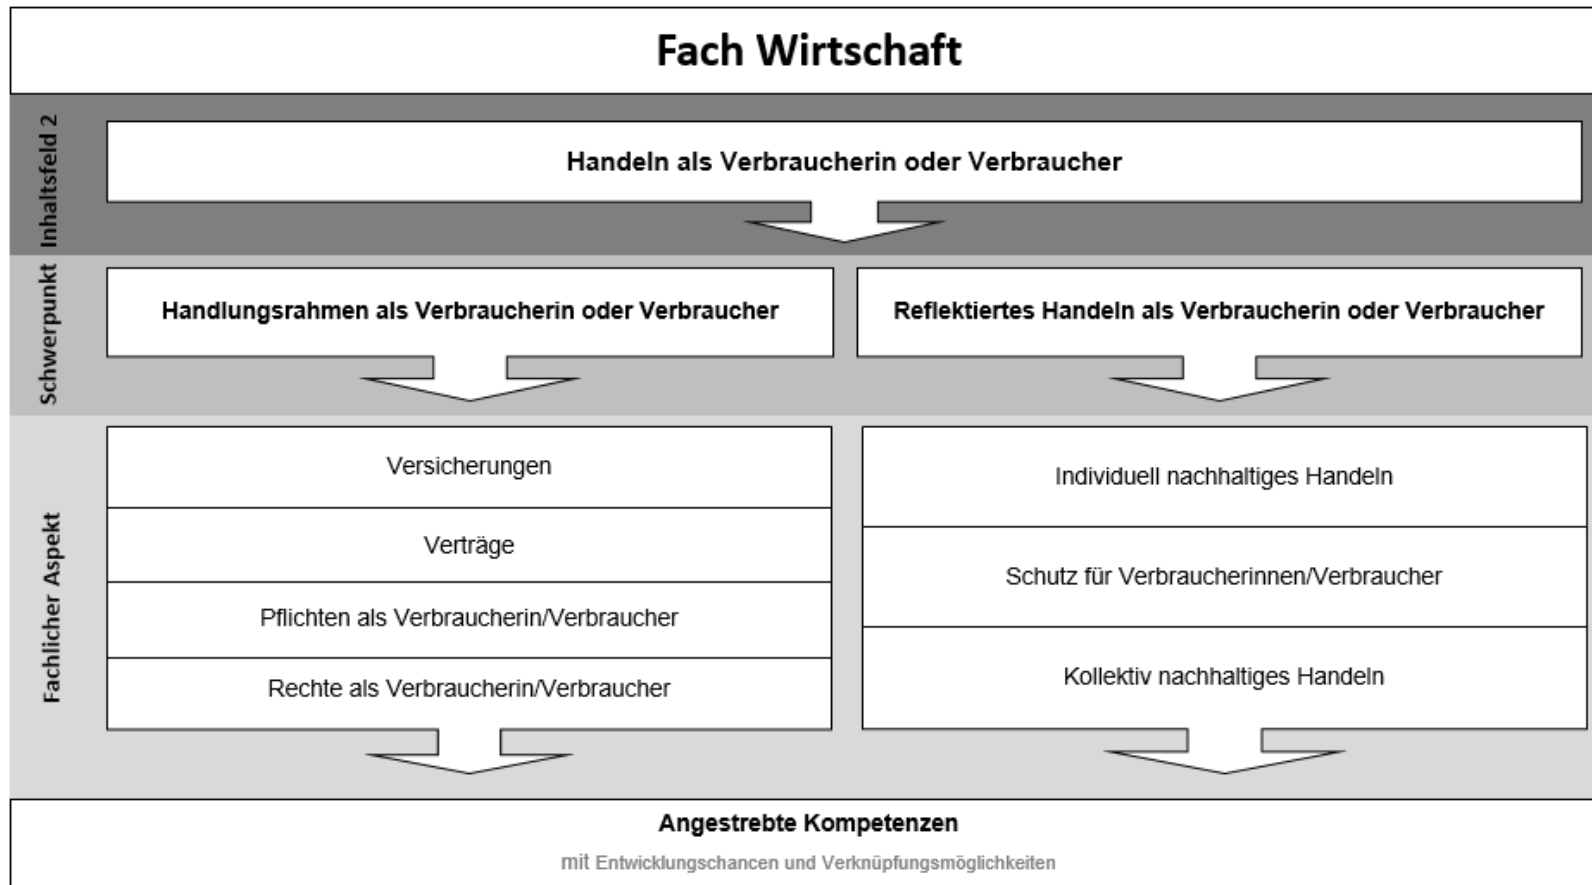 Fach Wirtschaft
Inhaltsfeld 2
Handeln als Verbraucherin oder Verbraucher
Schwerpunkt
Handlungsrahmen als Verbraucherin oder Verbraucher
Reflektiertes Handeln als Verbraucherin oder Verbraucher
Fachlicher Aspekt
Versicherungen
Verträge
Pflichten als Verbraucherin/Verbraucher
Rechte als Verbraucherin/Verbraucher
Individuell nachhaltiges Handeln
Schutz für Verbraucherinnen/Verbraucher
Kollektiv nachhaltiges Handeln
Angestrebte Kompetenzen
mit Entwicklungschancen und Verknüpfungsmöglichkeiten